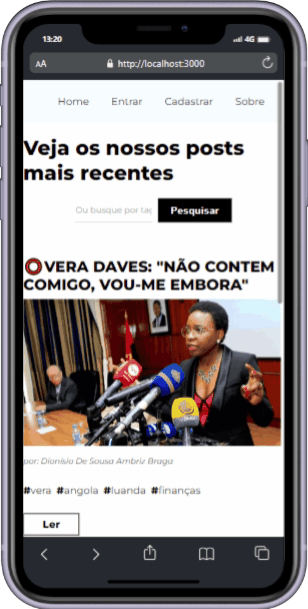 13:20
4G
AA
http://localhost:3000
Home Entrar Cadastrar Sobre
Veja os nossos posts
mais recentes
Ou busque por tag
Pesquisar
⭕VERA DAVES: "NÃO CONTEM
COMIGO, VOU-ME EMBORA"
por: Dionísio De Sousa Ambriz Braga
#vera #angola #luanda #finanças
Ler